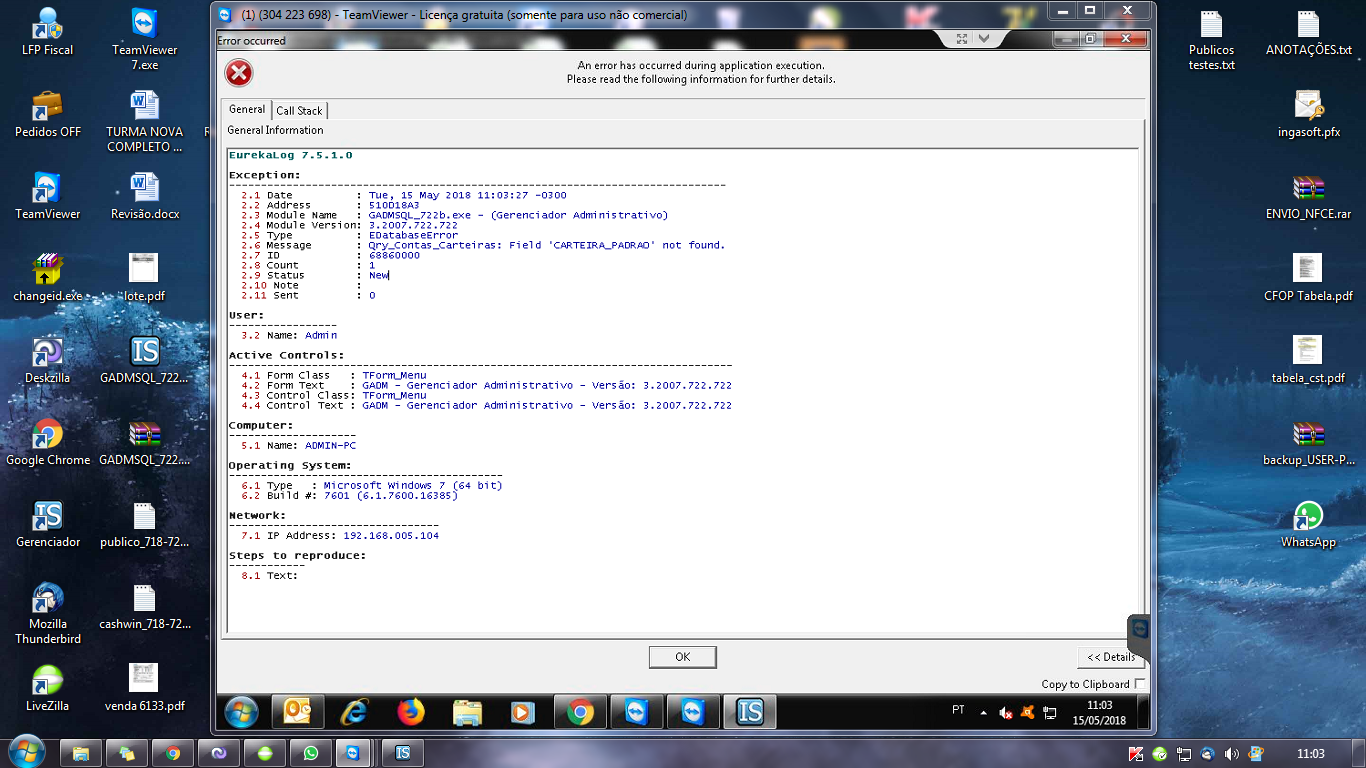 (1) (304 223 698) - TeamViewer - Licença gratuita (somente para uso não comercial)
Error occurred
An error has occurred during application execution.
Please read the following information for further details.
General
Call Stack
General Information
EurekaLog 7.5.1.0
Exception:
2.1 Date : Tue, 15 May 2018 11:03:27 -0300
2.2 Address : 510D18A3
2.3 Module Name : GADMSQL_722b.exe - (Gerenciador Administrativo)
2.4 Module Version: 3.2007.722.722
2.5 Type : EDatabaseError
2.6 Message : Qry_Contas_Carteiras: Field 'CARTEIRA_PADRAO' not found.
2.7 ID : 68860000
2.8 Count : 1
2.9 Status : New
2.10 Note :
2.11 Sent : 0
User:
3.2 Name: Admin
Active Controls:
4.1 Form Class : TForm_Menu
4.2 Form Text : GADM - Gerenciador Administrativo - Versão: 3.2007.722.722
4.3 Control Class: TForm_Menu
4.4 Control Text : GADM - Gerenciador Administrativo - Versão: 3.2007.722.722
Computer:
5.1 Name: ADMIN-PC
Operating System:
6.1 Type : Microsoft Windows 7 (64 bit)
6.2 Build #: 7601 (6.1.7600.16385)
Network:
7.1 IP Address: 192.168.005.104
Steps to reproduce:
8.1 Text:
OK
<< Details
Copy to Clipboard
PT
11:03
15/05/2018
LFP Fiscal
TeamViewer
7.exe
Pedidos OFF
TURMA NOVA
COMPLETO ...
R
TeamViewer
Revisão.docx
changeid.exe
lote.pdf
Deskzilla
GADMSQL_722...
Google Chrome
GADMSQL_722....
Gerenciador
publico_718-72...
Mozilla
Thunderbird
cashwin_718-72...
LiveZilla
venda 6133.pdf
Publicos
testes.txt
ANOTAÇÕES.txt
ingasoft.pfx
ENVIO_NFCE.rar
CFOP Tabela.pdf
tabela_cst.pdf
backup_USER-P...
WhatsApp
IS
IS
IS
IS
11:03